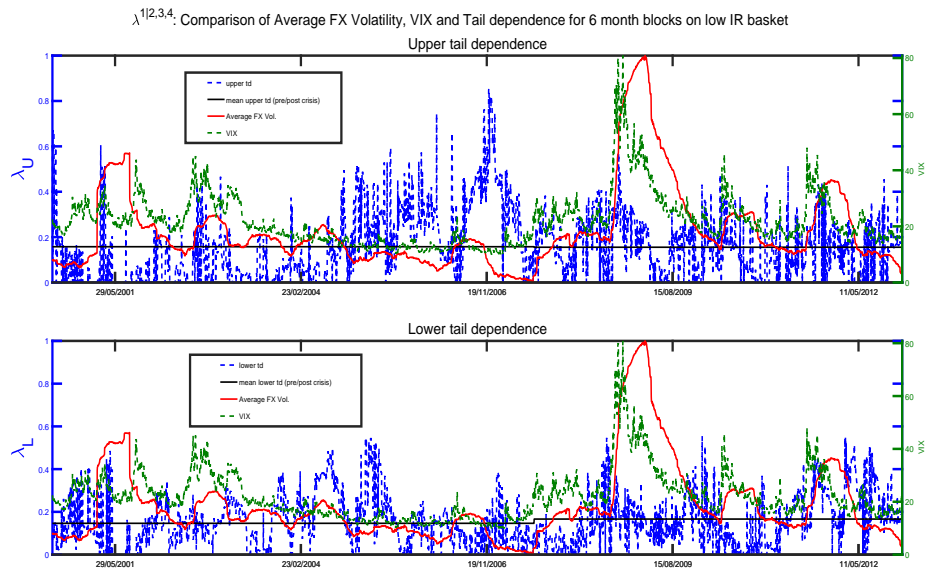 λ^1|2,3,4: Comparison of Average FX Volatility, VIX and Tail dependence for 6 month blocks on low IR basket
Upper tail dependence
1
0.8
0.6
0.4
0.2
0
λ_U
upper td
mean upper td (pre/post crisis)
Average FX Vol.
VIX
80
60
40
20
0
VIX
29/05/2001
23/02/2004
19/11/2006
15/08/2009
11/05/2012
Lower tail dependence
1
0.8
0.6
0.4
0.2
0
λ_L
lower td
mean lower td (pre/post crisis)
Average FX Vol.
VIX
80
60
40
20
0
VIX
29/05/2001
23/02/2004
19/11/2006
15/08/2009
11/05/2012